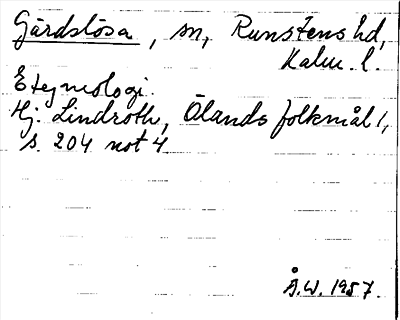 Gärdslösa, sn, Runstens hd,
Kalm. l.
Etymologi.
Hj. Lindroth, Ölands folkmål 1,
s. 204 not 4
Å.W. 1957.